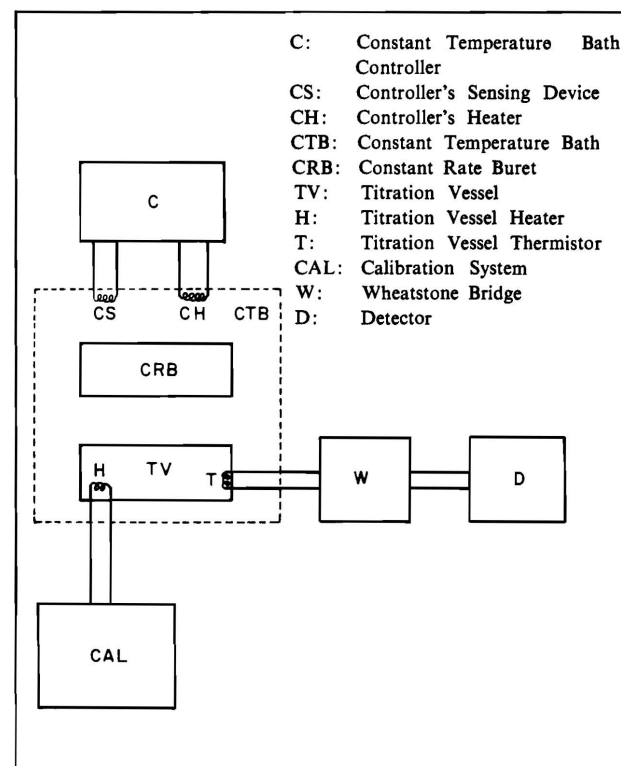 C: Constant Temperature Bath
Controller
CS: Controller's Sensing Device
CH: Controller's Heater
CTB: Constant Temperature Bath
CRB: Constant Rate Buret
TV: Titration Vessel
H: Titration Vessel Heater
T: Titration Vessel Thermistor
CAL: Calibration System
W: Wheatstone Bridge
D: Detector
C
CS CH CTB
CRB
H TV T
W
D
CAL